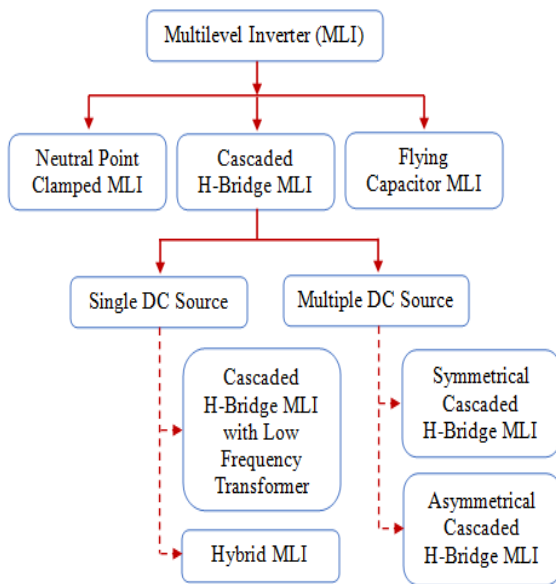 Multilevel Inverter (MLI)
Neutral Point
Clamped MLI
Cascaded
H-Bridge MLI
Flying
Capacitor MLI
Single DC Source
Multiple DC Source
Cascaded
H-Bridge MLI
with Low
Frequency
Transformer
Hybrid MLI
Symmetrical
Cascaded
H-Bridge MLI
Asymmetrical
Cascaded
H-Bridge MLI